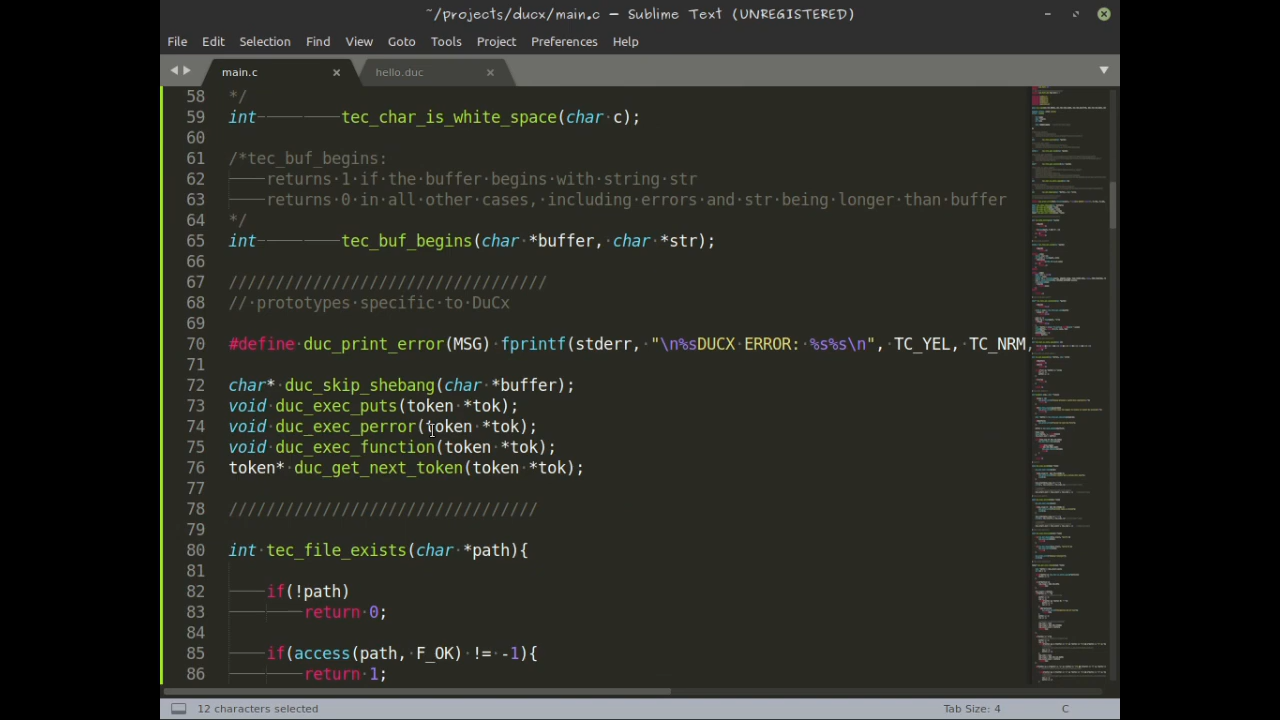 ~/projects/ducx/main.c — Sublime Text (UNREGISTERED)
File Edit Selection Find View Goto Tools Project Preferences Help
main.c hello.duc
58 */
59 int tec_char_is_white_space(char c);
60
61 /*tec_buf_begins:
62 returns 1 if the buffer begins with string str
63 returns 0 in all other cases, including errors and str being longer than buffer
64 */
65 int tec_buf_begins(char *buffer, char *str);
66
67 //////////////////////////////////
68 // prototypes specific to DuCx
69
70 #define duc_print_error(MSG) fprintf(stderr, "\n%sDUCX ERROR: %s%s\n", TC_YEL, TC_NRM,
71
72 char* duc_skip_shebang(char *buffer);
73 void duc_exec_puts(token *tok);
74 void duc_exec_perror(token *tok);
75 void duc_exec_function(token *tok);
76 token* duc_get_next_token(token *tok);
77
78 /////////////////////////////////
79
80 int tec_file_exists(char *path){
81
82 if(!path)
83 return 0;
84
85 if(access(path, F_OK) != -1){
86 return 1;
12 characters selected Tab Size: 4 C